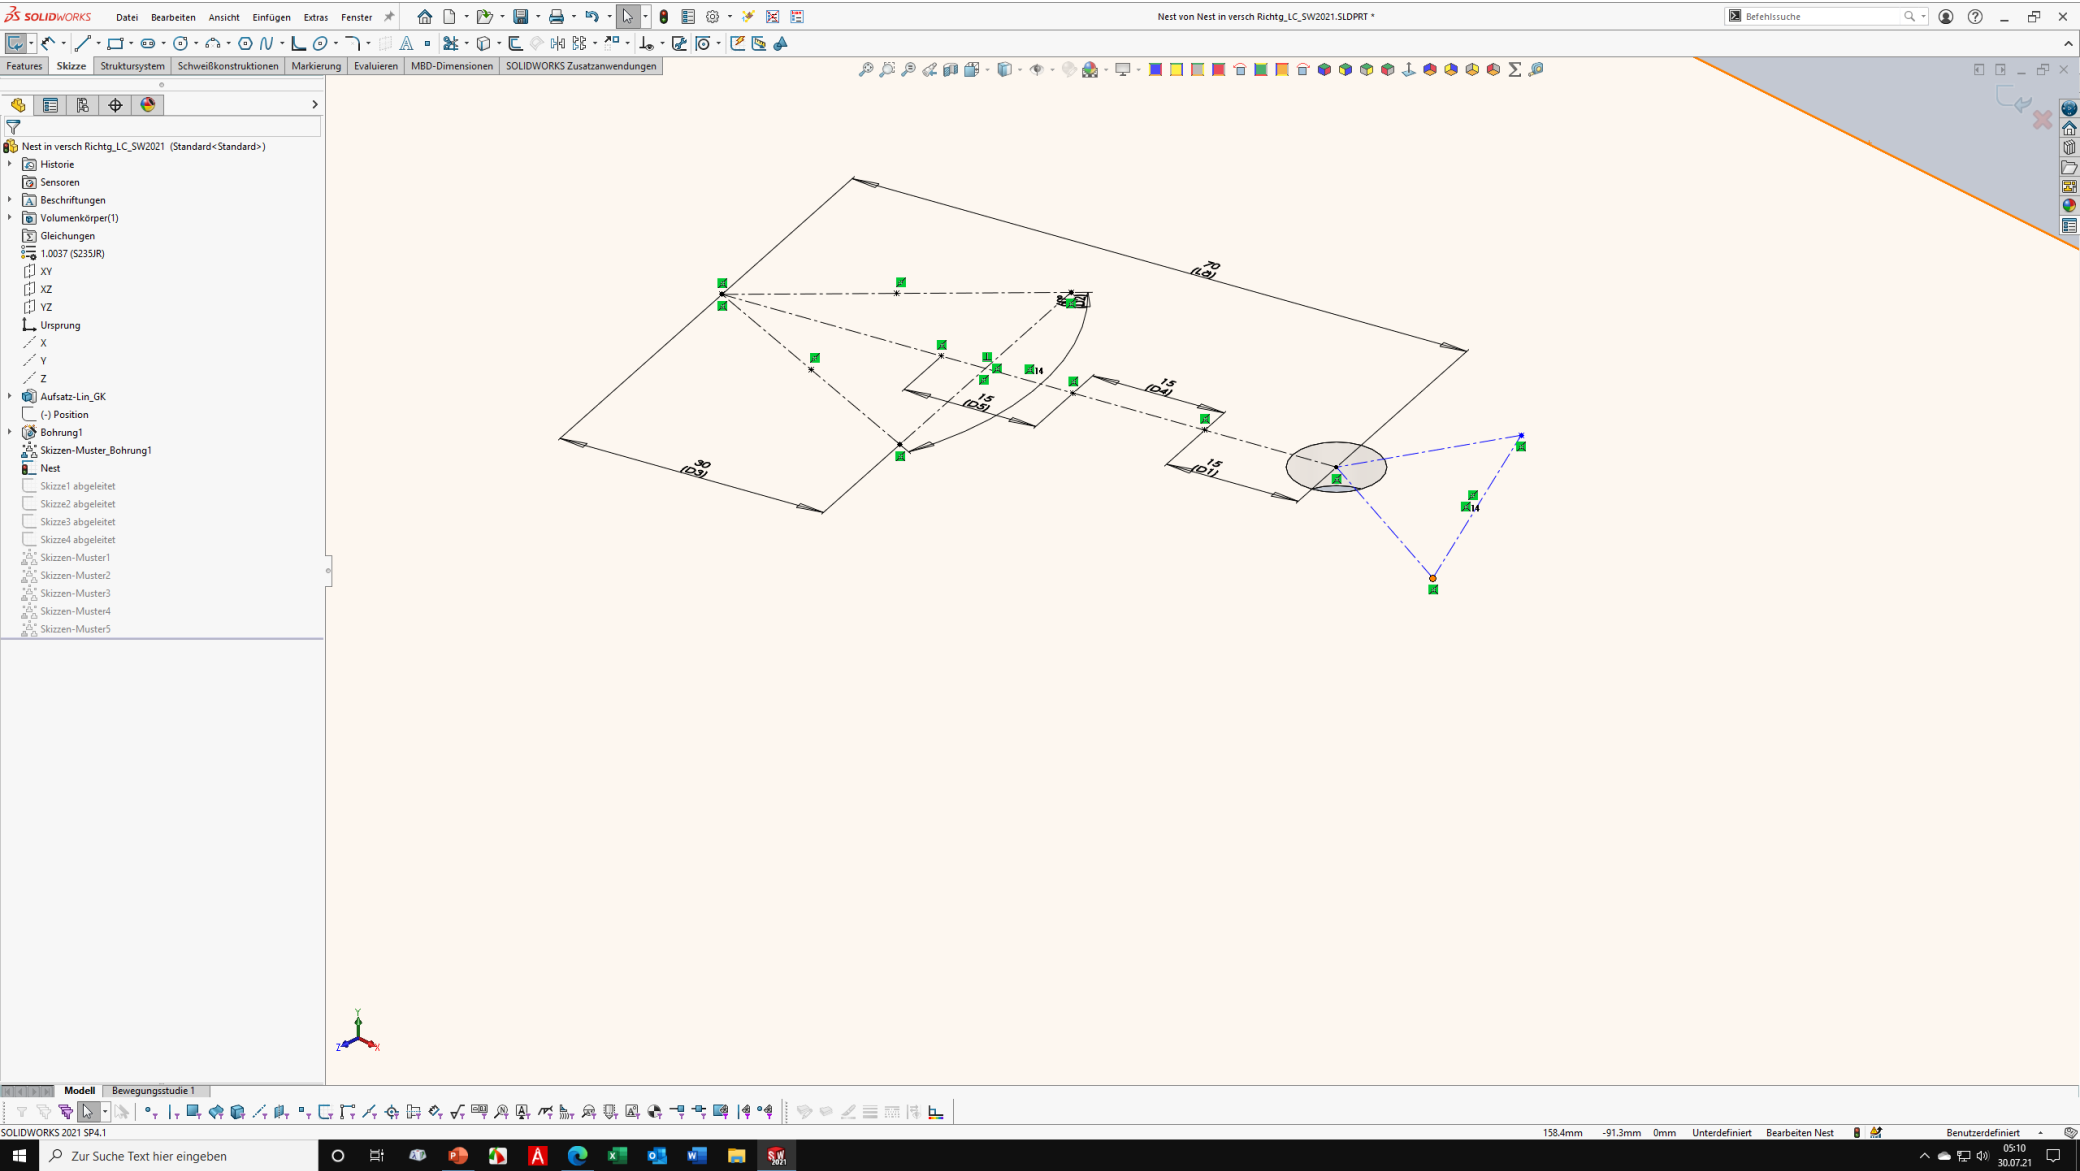 SOLIDWORKS Datei Bearbeiten Ansicht Einfügen Extras Fenster
Nest von Nest in versch Richtg_LC_SW2021.SLDPRT *
Befehlssuche
Features Skizze Struktursystem Schweißkonstruktionen Markierung Evaluieren MBD-Dimensionen SOLIDWORKS Zusatzanwendungen
Nest in versch Richtg_LC_SW2021 (Standard<Standard>)
Historie
Sensoren
Beschriftungen
Volumenkörper(1)
Gleichungen
1.0037 (S235JR)
XY
XZ
YZ
Ursprung
X
Y
Z
Aufsatz-Lin_GK
(-) Position
Bohrung1
Skizzen-Muster_Bohrung1
Nest
Skizze1 abgeleitet
Skizze2 abgeleitet
Skizze3 abgeleitet
Skizze4 abgeleitet
Skizzen-Muster1
Skizzen-Muster2
Skizzen-Muster3
Skizzen-Muster4
Skizzen-Muster5
70
(L8)
14
15
(D4)
15
(D5)
15
(D1)
30
(D3)
14
Y
Z
X
Modell Bewegungsstudie 1
SOLIDWORKS 2021 SP4.1
158.4mm -91.3mm 0mm Unterdefiniert Bearbeiten Nest Benutzerdefiniert
Zur Suche Text hier eingeben
05:10
30.07.21